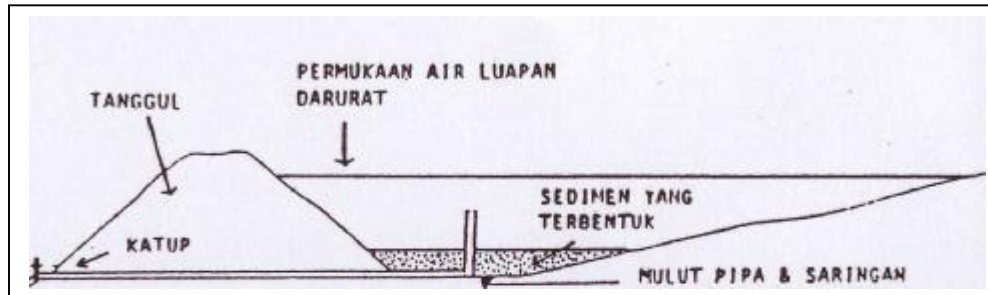 PERMUKAAN AIR LUAPAN
DARURAT
TANGGUL
SEDIMEN YANG
TERBENTUK
KATUP
MULUT PIPA & SARINGAN